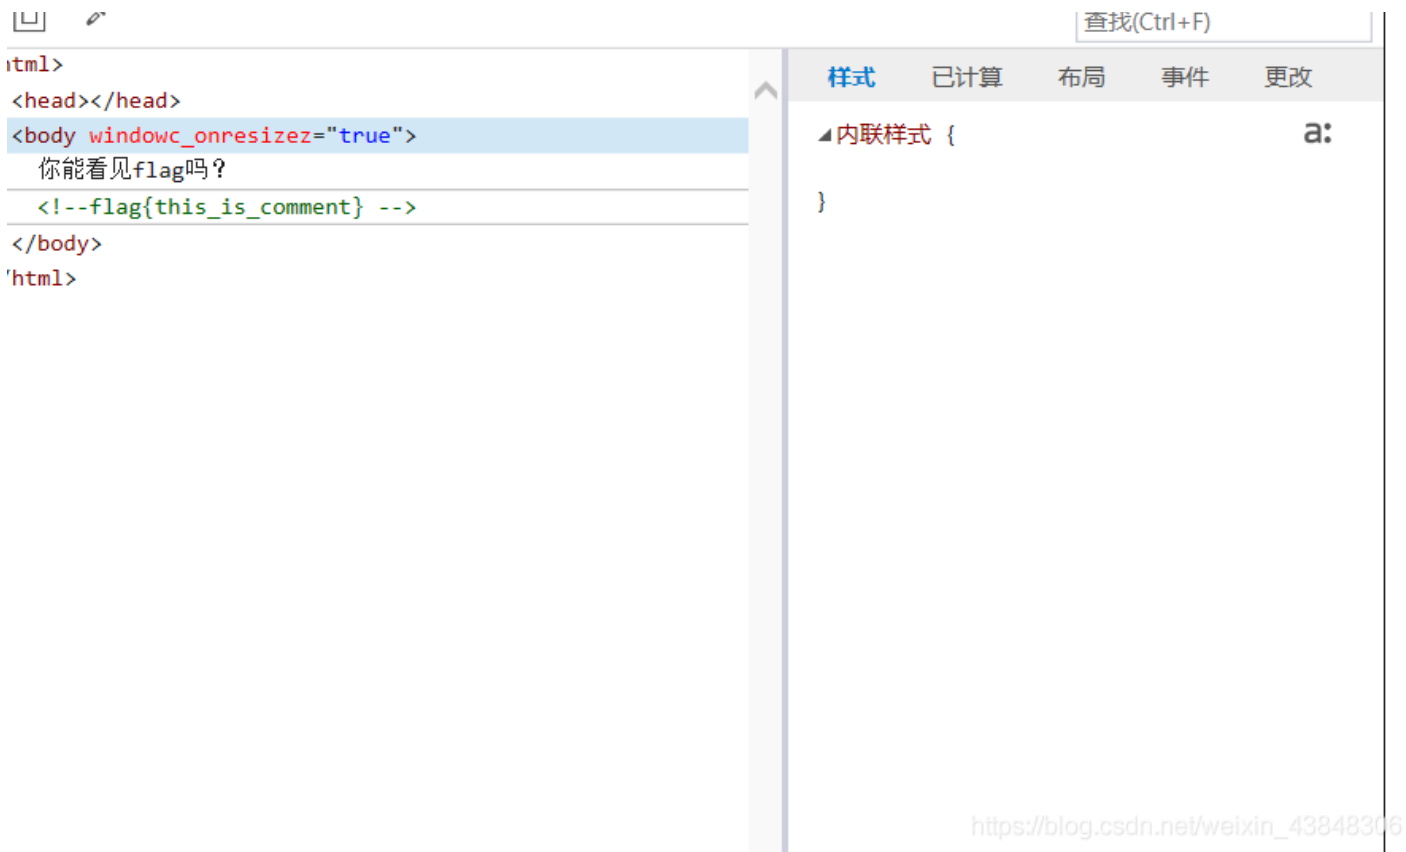 查找(Ctrl+F)
html>
<head></head>
<body windowc_onresizez="true">
你能看见flag吗？
<!--flag{this_is_comment} -->
</body>
/html>
样式 已计算 布局 事件 更改
内联样式 {
a:
}
https://blog.csdn.net/weixin_43848306